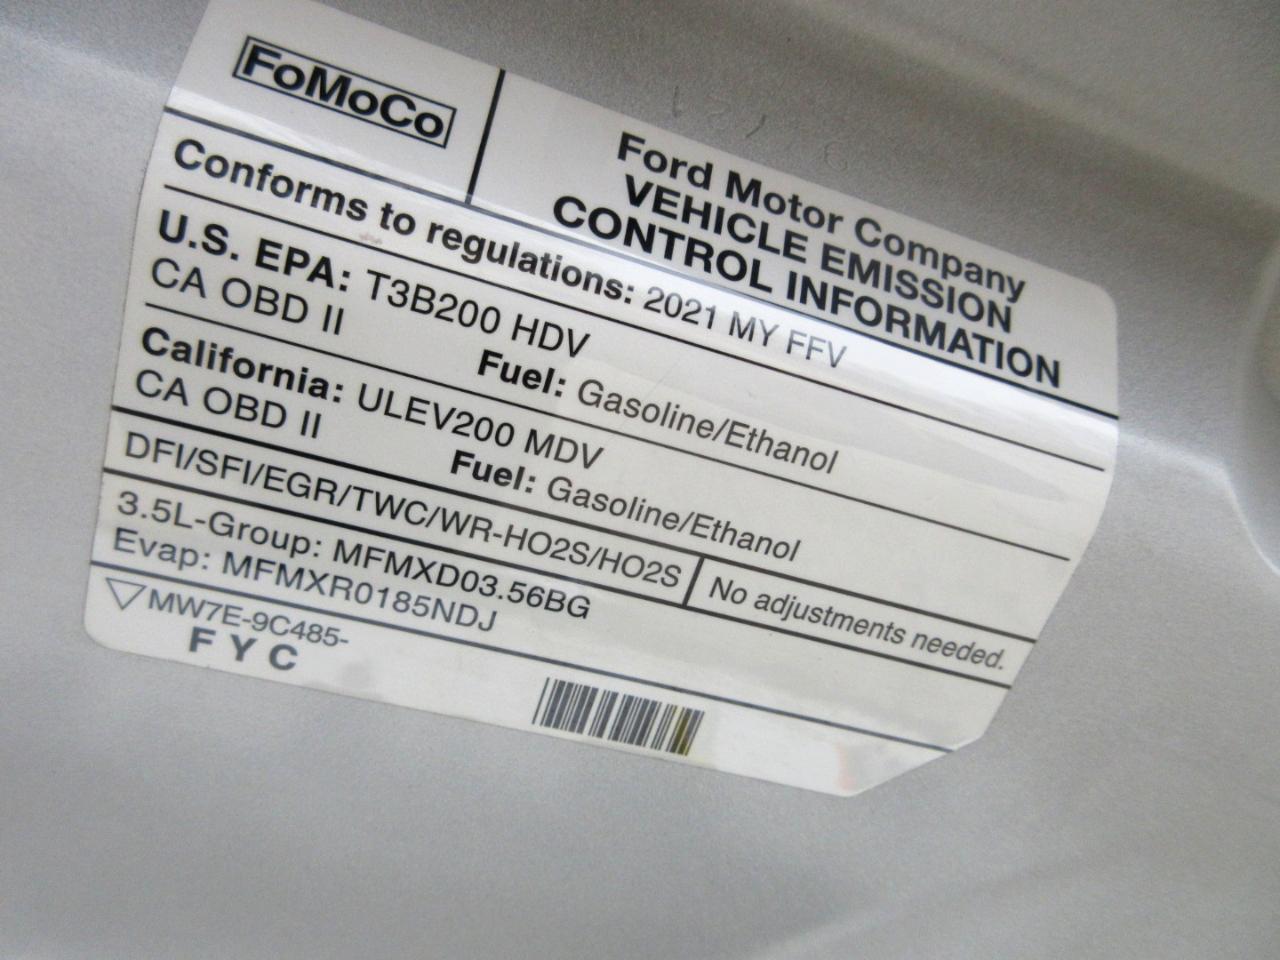 FoMoCo
Ford Motor Company
VEHICLE EMISSION
CONTROL INFORMATION
Conforms to regulations: 2021 MY FFV
U.S. EPA: T3B200 HDV
CA OBD II Fuel: Gasoline/Ethanol
California: ULEV200 MDV
CA OBD II Fuel: Gasoline/Ethanol
DFI/SFI/EGR/TWC/WR-HO2S/HO2S No adjustments needed.
3.5L-Group: MFMXD03.56BG
Evap: MFMXR0185NDJ
MW7E-9C485-
FYC